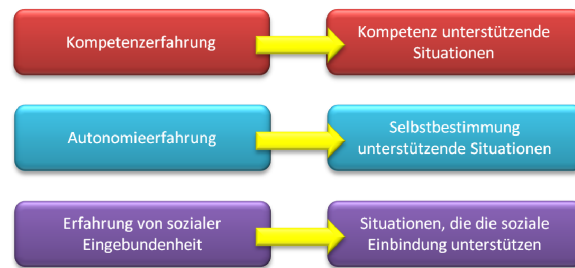 Kompetenzerfahrung
Kompetenz unterstützende
Situationen
Autonomieerfahrung
Selbstbestimmung
unterstützende Situationen
Erfahrung von sozialer
Eingebundenheit
Situationen, die die soziale
Einbindung unterstützen